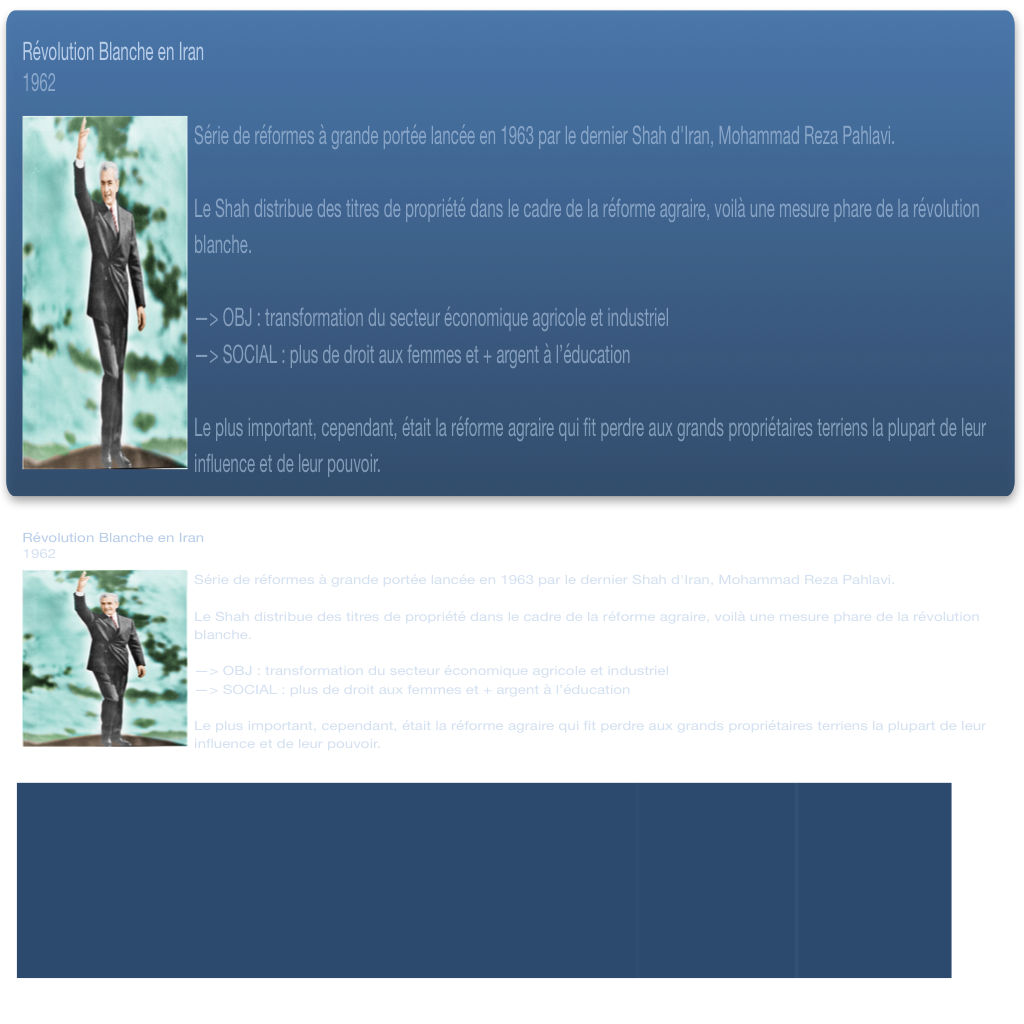 Révolution Blanche en Iran
1962
Série de réformes à grande portée lancée en 1963 par le dernier Shah d'Iran, Mohammad Reza Pahlavi.
Le Shah distribue des titres de propriété dans le cadre de la réforme agraire, voilà une mesure phare de la révolution
blanche.
—> OBJ : transformation du secteur économique agricole et industriel
—> SOCIAL : plus de droit aux femmes et + argent à l’éducation
Le plus important, cependant, était la réforme agraire qui fit perdre aux grands propriétaires terriens la plupart de leur
influence et de leur pouvoir.
Révolution Blanche en Iran
1962
Série de réformes à grande portée lancée en 1963 par le dernier Shah d'Iran, Mohammad Reza Pahlavi.
Le Shah distribue des titres de propriété dans le cadre de la réforme agraire, voilà une mesure phare de la révolution
blanche.
—> OBJ : transformation du secteur économique agricole et industriel
—> SOCIAL : plus de droit aux femmes et + argent à l’éducation
Le plus important, cependant, était la réforme agraire qui fit perdre aux grands propriétaires terriens la plupart de leur
influence et de leur pouvoir.